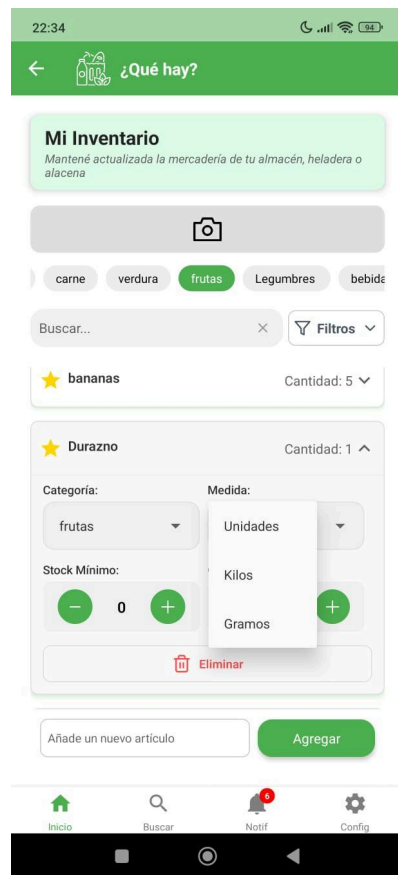 22:34
94
¿Qué hay?
Mi Inventario
Mantené actualizada la mercadería de tu almacén, heladera o
alacena
carne verdura frutas Legumbres bebida
Buscar... Filtros
bananas Cantidad: 5
Durazno Cantidad: 1
Categoría: Medida:
frutas Unidades
Stock Mínimo: Kilos
0
Gramos
Eliminar
Añade un nuevo artículo Agregar
6
Inicio Buscar Notif Config